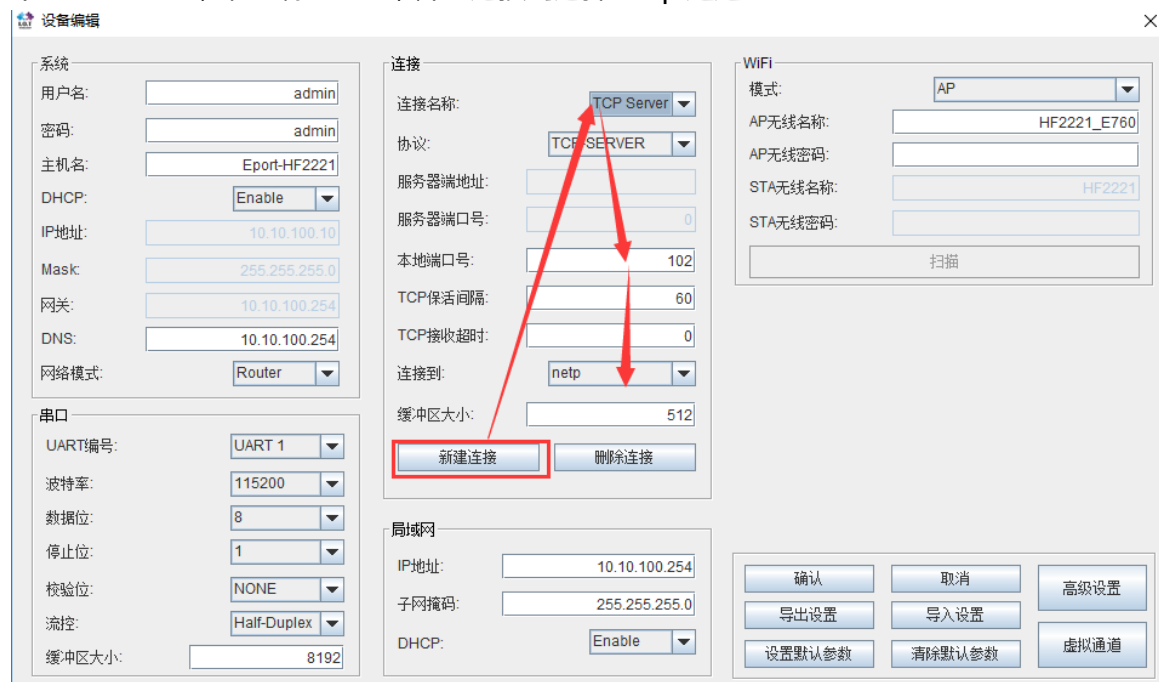 设备编辑
系统
用户名: admin
密码: admin
主机名: Eport-HF2221
DHCP: Enable
IP地址: 10.10.100.10
Mask: 255.255.255.0
网关: 10.10.100.254
DNS: 10.10.100.254
网络模式: Router
串口
UART编号: UART 1
波特率: 115200
数据位: 8
停止位: 1
校验位: NONE
流控: Half-Duplex
缓冲区大小: 8192
连接
连接名称: TCP Server
协议: TCP-SERVER
服务器端地址:
服务器端口号: 0
本地端口号: 102
TCP保活间隔: 60
TCP接收超时: 0
连接到: netp
缓冲区大小: 512
新建连接 删除连接
局域网
IP地址: 10.10.100.254
子网掩码: 255.255.255.0
DHCP: Enable
WiFi
模式: AP
AP无线名称: HF2221_E760
AP无线密码:
STA无线名称: HF2221
STA无线密码:
扫描
确认 取消 高级设置
导出设置 导入设置
设置默认参数 清除默认参数 虚拟通道